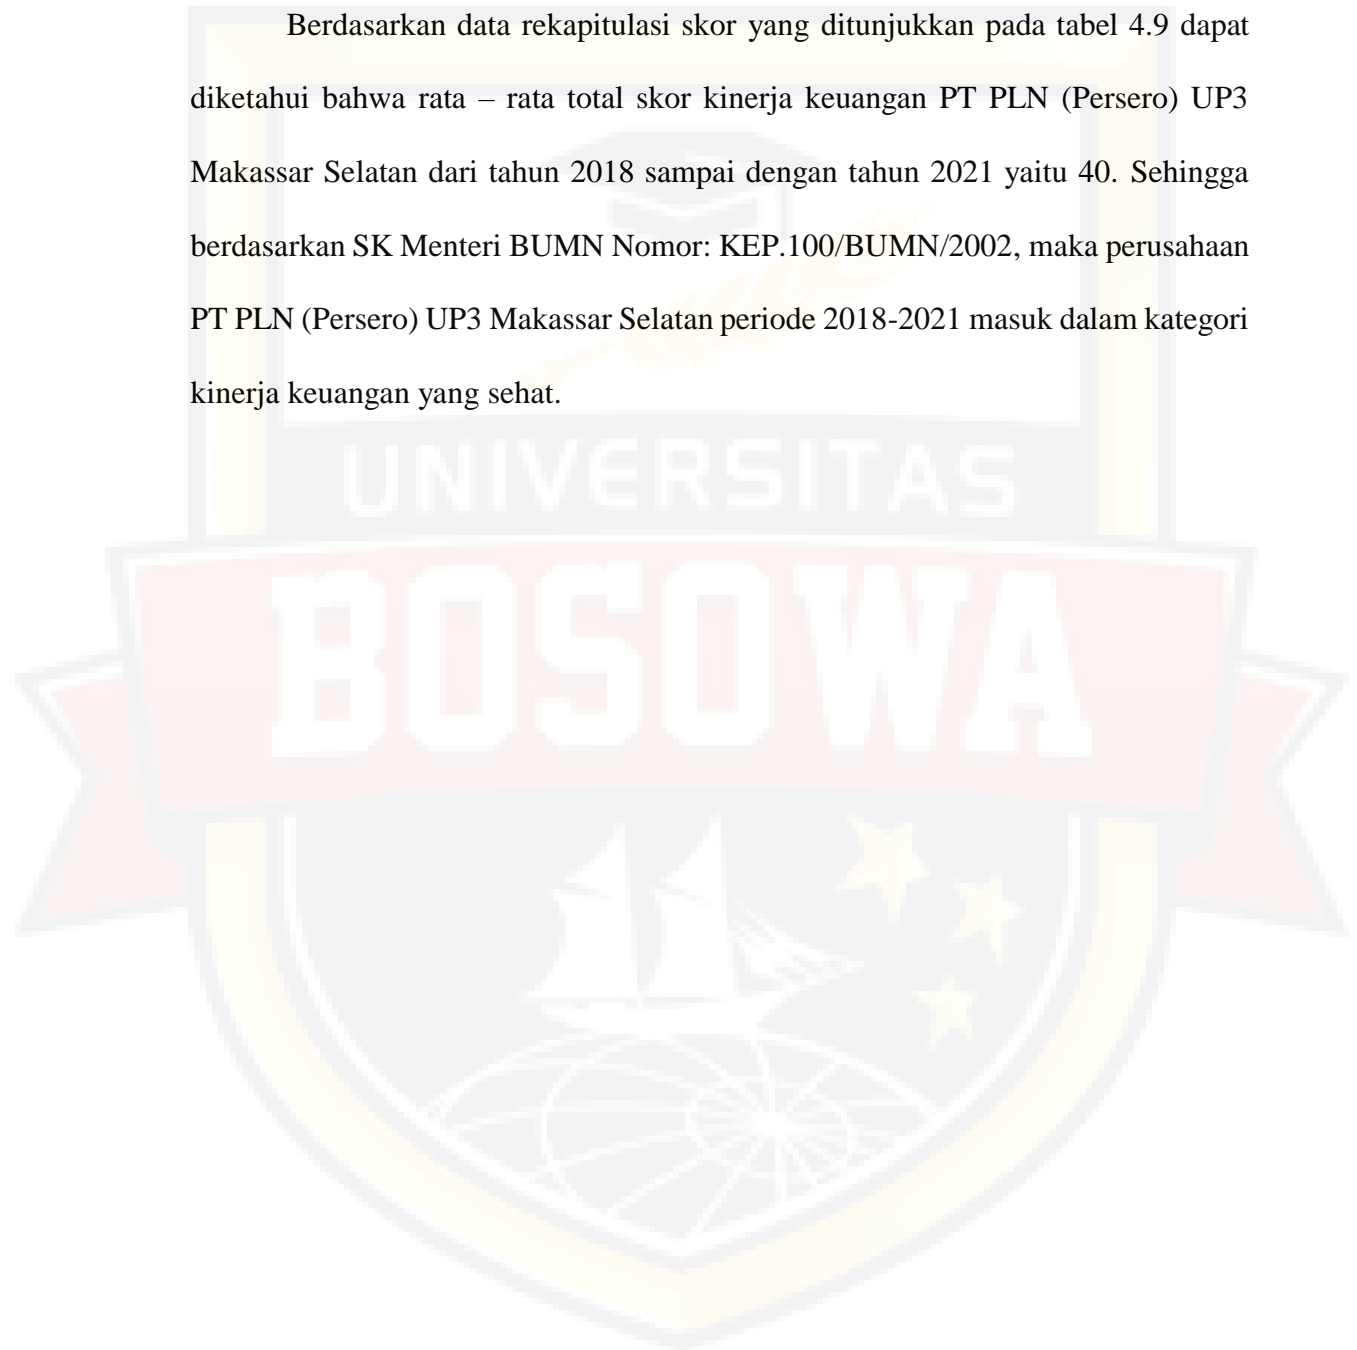 Berdasarkan data rekapitulasi skor yang ditunjukkan pada tabel 4.9 dapat
diketahui bahwa rata – rata total skor kinerja keuangan PT PLN (Persero) UP3
Makassar Selatan dari tahun 2018 sampai dengan tahun 2021 yaitu 40. Sehingga
berdasarkan SK Menteri BUMN Nomor: KEP.100/BUMN/2002, maka perusahaan
PT PLN (Persero) UP3 Makassar Selatan periode 2018-2021 masuk dalam kategori
kinerja keuangan yang sehat.
UNIVERSITAS
BOSOWA